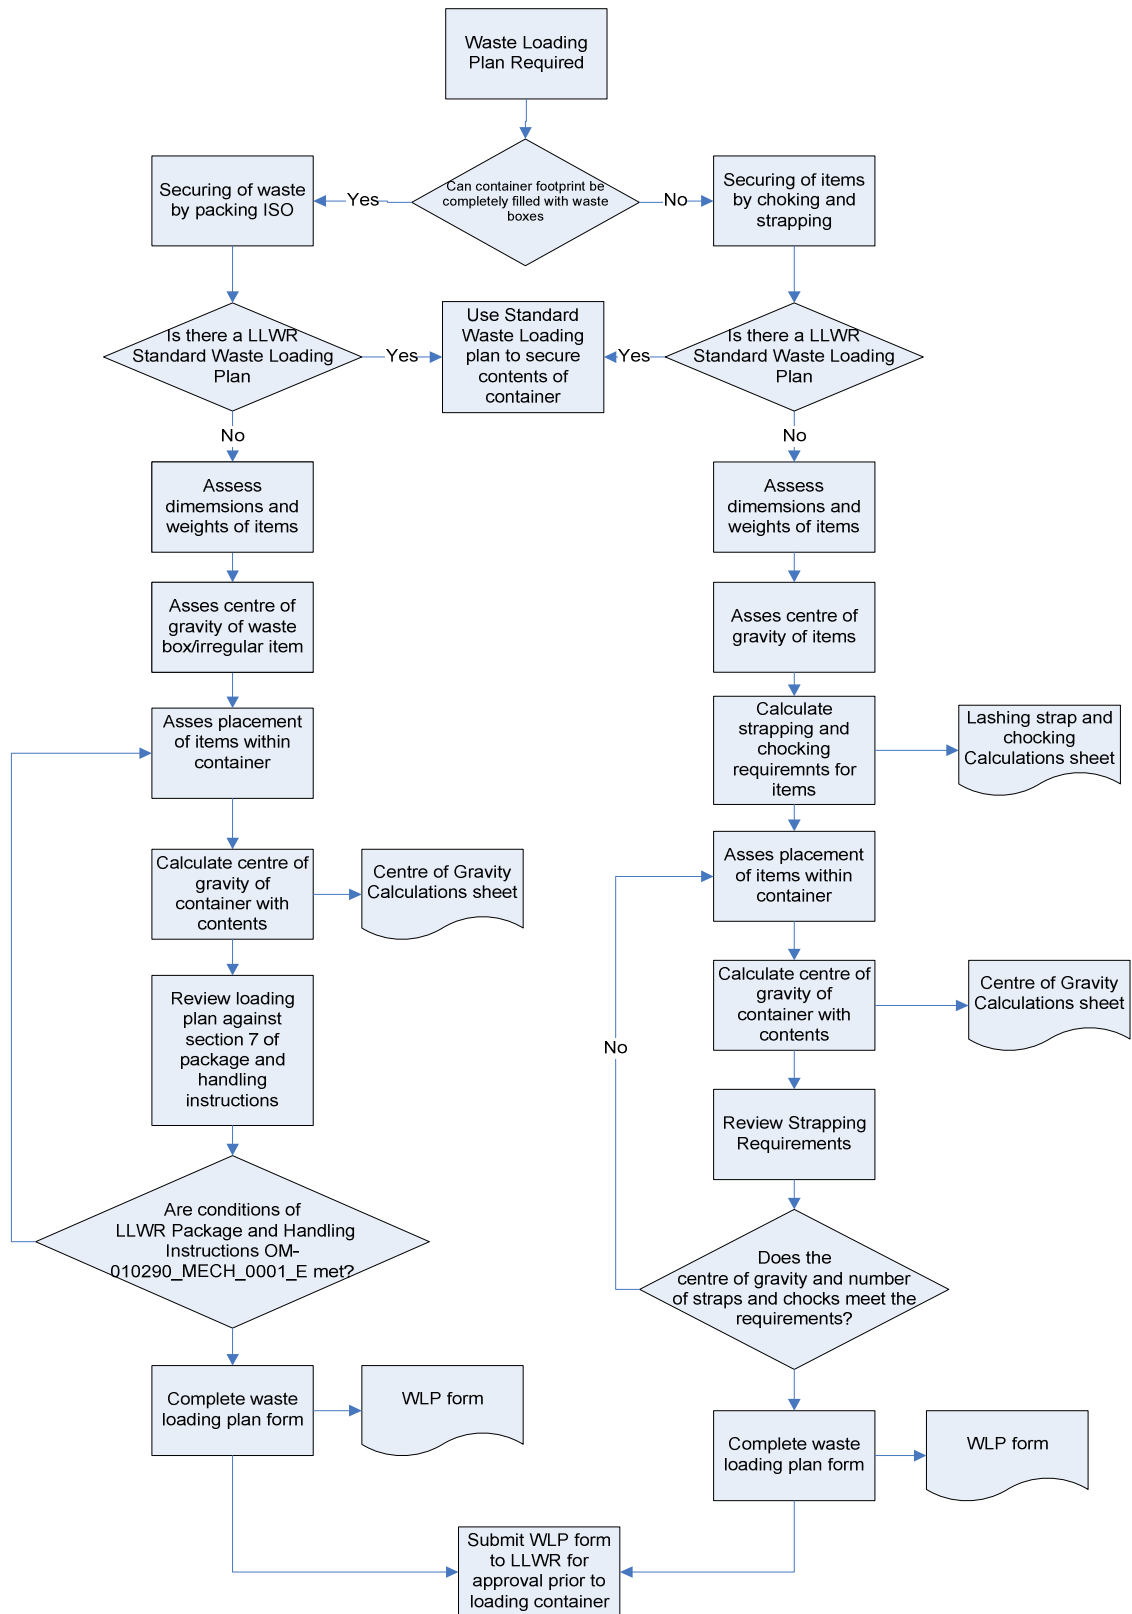 Waste Loading
Plan Required
Can container footprint be
completely filled with waste
boxes
Yes
No
Securing of waste
by packing ISO
Securing of items
by choking and
strapping
Is there a LLWR
Standard Waste Loading
Plan
Yes
Use Standard
Waste Loading
plan to secure
contents of
container
Yes
Is there a LLWR
Standard Waste Loading
Plan
No
No
Assess
dimemsions and
weights of items
Assess
dimemsions and
weights of items
Asses centre of
gravity of waste
box/irregular item
Asses centre of
gravity of items
Asses placement
of items within
container
Calculate
strapping and
chocking
requiremnts for
items
Lashing strap and
chocking
Calculations sheet
Calculate centre of
gravity of
container with
contents
Centre of Gravity
Calculations sheet
Asses placement
of items within
container
Review loading
plan against
section 7 of
package and
handling
instructions
Calculate centre of
gravity of
container with
contents
Centre of Gravity
Calculations sheet
No
Review Strapping
Requirements
Are conditions of
LLWR Package and Handling
Instructions OM-
010290_MECH_0001_E met?
Does the
centre of gravity and number
of straps and chocks meet the
requirements?
Complete waste
loading plan form
WLP form
Complete waste
loading plan form
WLP form
Submit WLP form
to LLWR for
approval prior to
loading container